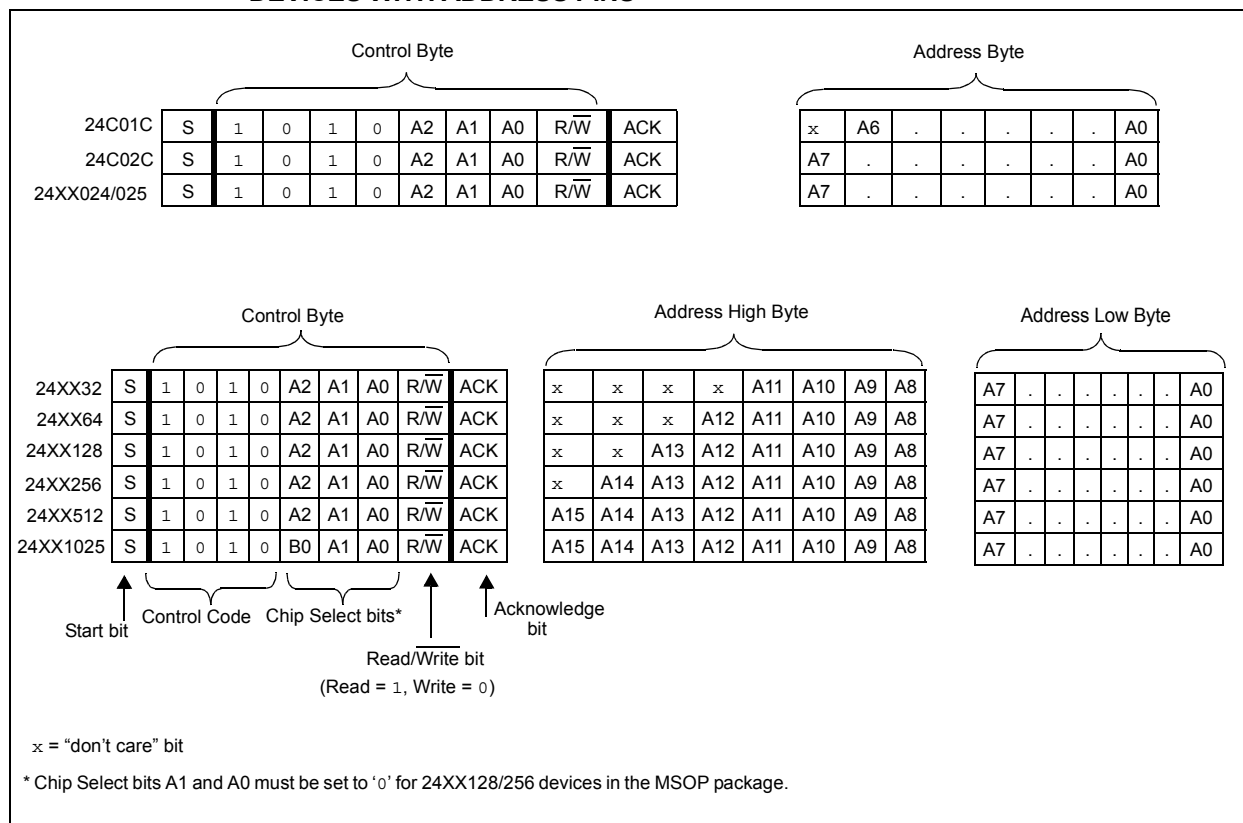 Control Byte Address Byte
24C01C S 1 0 1 0 A2 A1 A0 R/W ACK x A6 . . . . . A0
24C02C S 1 0 1 0 A2 A1 A0 R/W ACK A7 . . . . . . A0
24XX024/025 S 1 0 1 0 A2 A1 A0 R/W ACK A7 . . . . . . A0
Control Byte Address High Byte Address Low Byte
24XX32 S 1 0 1 0 A2 A1 A0 R/W ACK x x x x A11 A10 A9 A8 A7 . . . . . . A0
24XX64 S 1 0 1 0 A2 A1 A0 R/W ACK x x x A12 A11 A10 A9 A8 A7 . . . . . . A0
24XX128 S 1 0 1 0 A2 A1 A0 R/W ACK x x A13 A12 A11 A10 A9 A8 A7 . . . . . . A0
24XX256 S 1 0 1 0 A2 A1 A0 R/W ACK x A14 A13 A12 A11 A10 A9 A8 A7 . . . . . . A0
24XX512 S 1 0 1 0 A2 A1 A0 R/W ACK A15 A14 A13 A12 A11 A10 A9 A8 A7 . . . . . . A0
24XX1025 S 1 0 1 0 B0 A1 A0 R/W ACK A15 A14 A13 A12 A11 A10 A9 A8 A7 . . . . . . A0
Start bit Control Code Chip Select bits* Acknowledge
bit
Read/Write bit
(Read = 1, Write = 0)
x = “don’t care” bit
* Chip Select bits A1 and A0 must be set to ‘0’ for 24XX128/256 devices in the MSOP package.